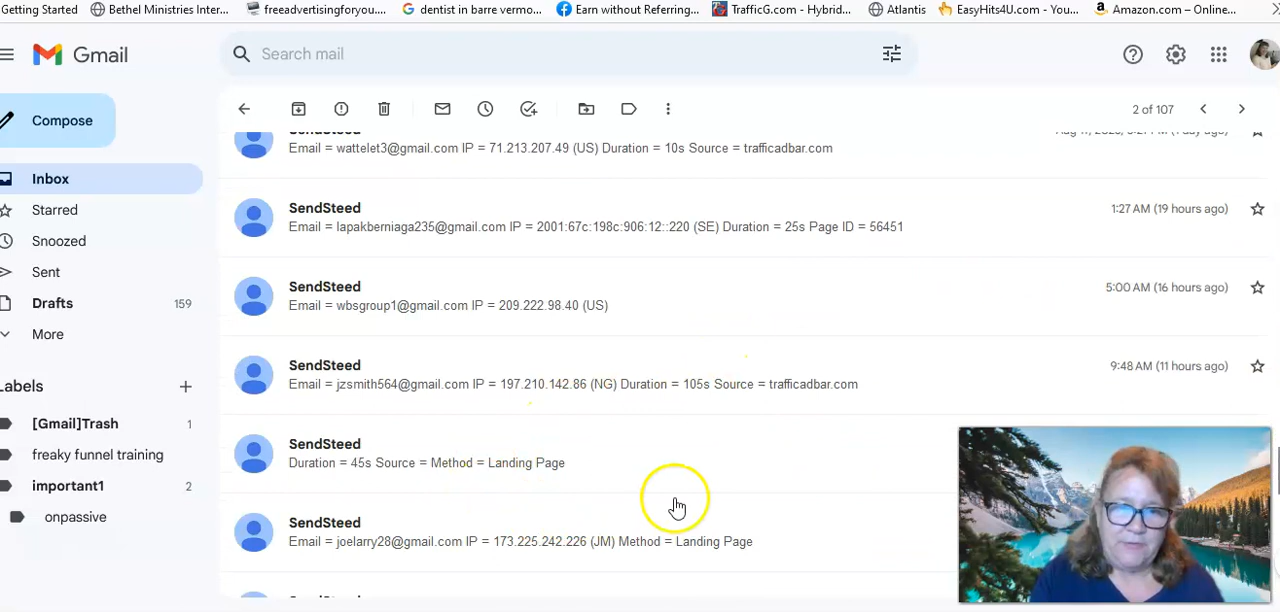 Getting Started Bethel Ministries Inter... freeadvertisingforyou.... dentist in barre vermo... Earn without Referring... TrafficG.com - Hybrid... Atlantis EasyHits4U.com - You... Amazon.com – Online...
Gmail
Search mail
Compose
2 of 107
Email = wattelet3@gmail.com IP = 71.213.207.49 (US) Duration = 10s Source = trafficadbar.com
Inbox
SendSteed 1:27 AM (19 hours ago)
Starred
Email = lapakberniaga235@gmail.com IP = 2001:67c:198c:906:12::220 (SE) Duration = 25s Page ID = 56451
Snoozed
Sent
SendSteed 5:00 AM (16 hours ago)
Drafts 159
Email = wbsgroup1@gmail.com IP = 209.222.98.40 (US)
More
SendSteed 9:48 AM (11 hours ago)
Labels
Email = jzsmith564@gmail.com IP = 197.210.142.86 (NG) Duration = 105s Source = trafficadbar.com
[Gmail]Trash 1
SendSteed
freaky funnel training
Duration = 45s Source = Method = Landing Page
important1 2
onpassive
SendSteed
Email = joelarry28@gmail.com IP = 173.225.242.226 (JM) Method = Landing Page